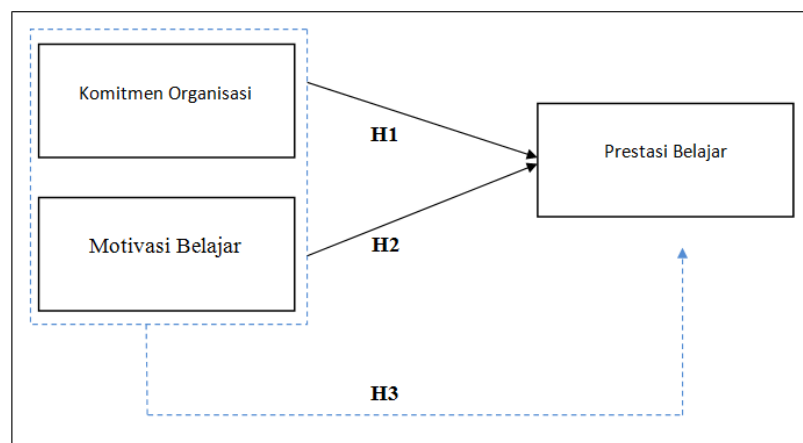 Komitmen Organisasi
H1
Prestasi Belajar
Motivasi Belajar
H2
H3